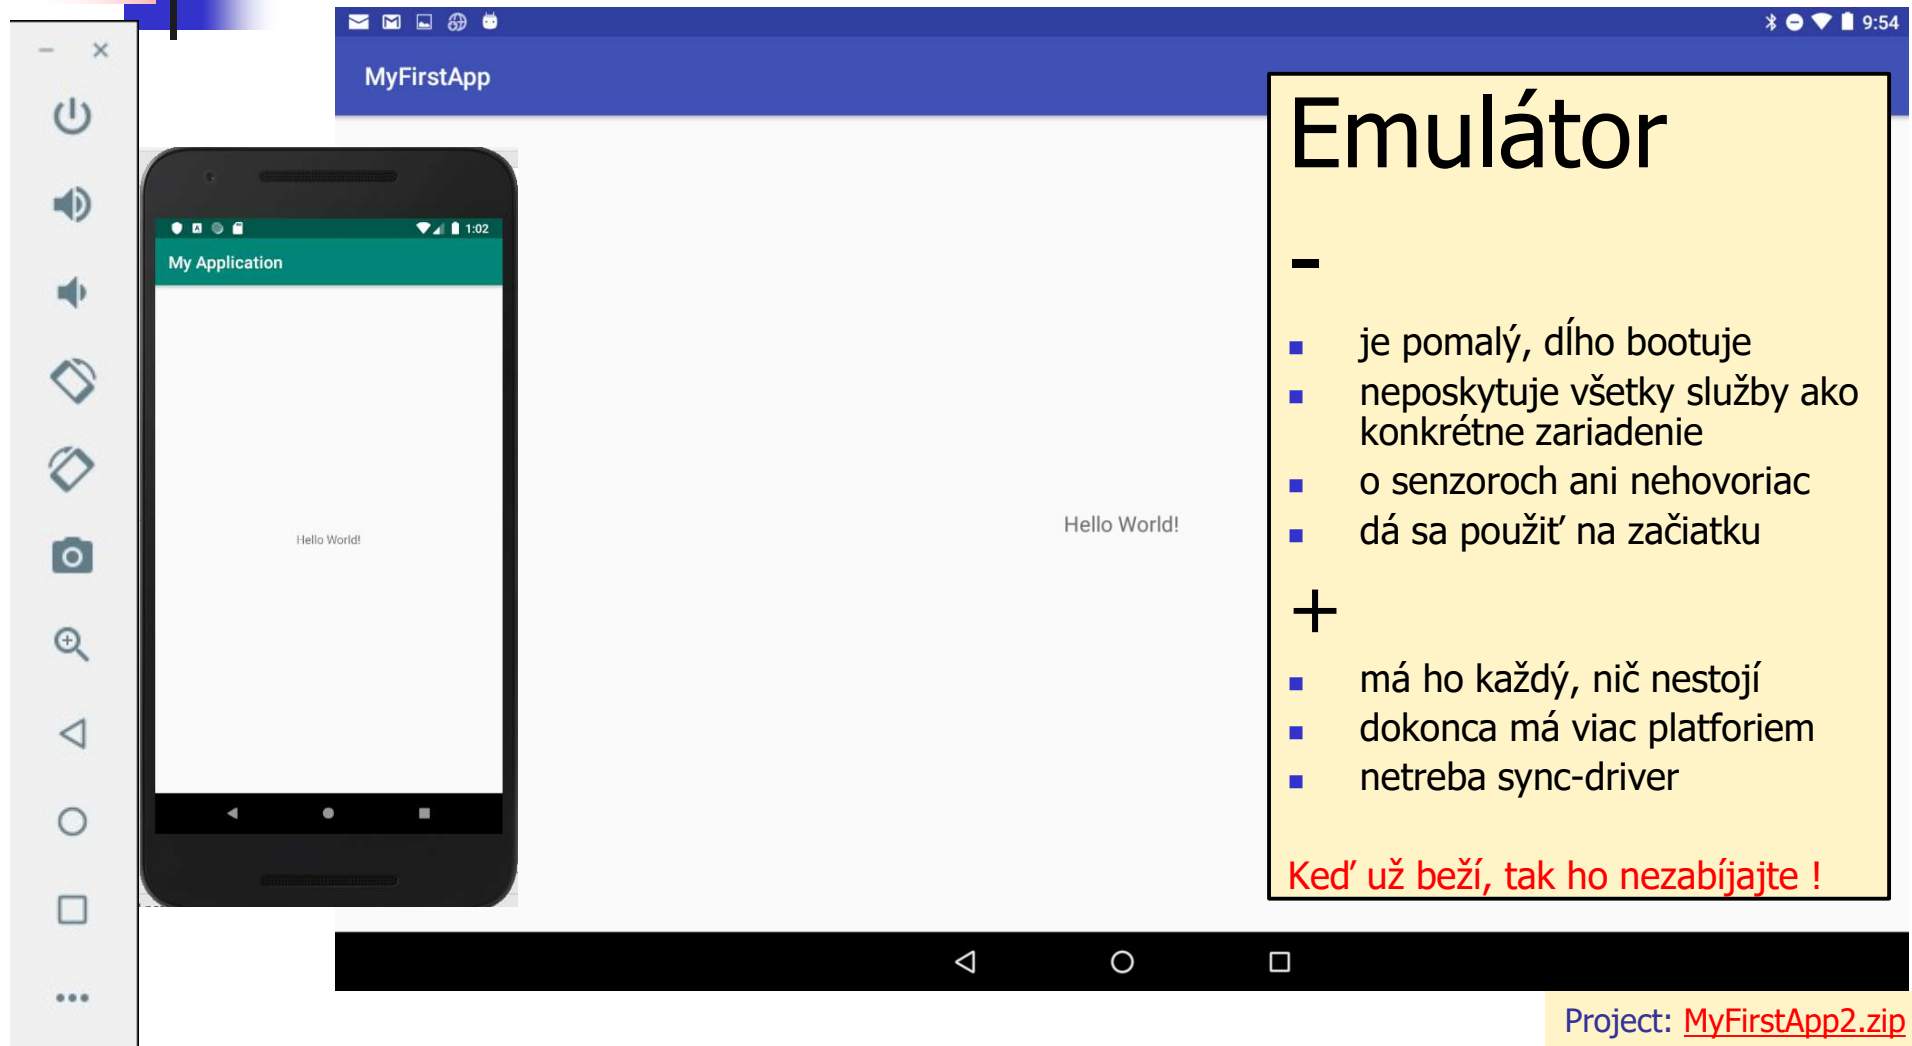 9:54
MyFirstApp
1:02
My Application
Hello World!
Hello World!
Emulátor
-
je pomalý, dĺho bootuje
neposkytuje všetky služby ako
konkrétne zariadenie
o senzoroch ani nehovoriac
dá sa použiť na začiatku
+
má ho každý, nič nestojí
dokonca má viac platforiem
netreba sync-driver
Keď už beží, tak ho nezabíjajte !
Project: MyFirstApp2.zip